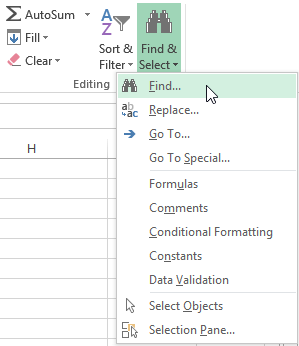 AutoSum
Fill
Clear
Sort &
Filter
Find &
Select
Editing
H
Find...
Replace...
Go To...
Go To Special...
Formulas
Comments
Conditional Formatting
Constants
Data Validation
Select Objects
Selection Pane...